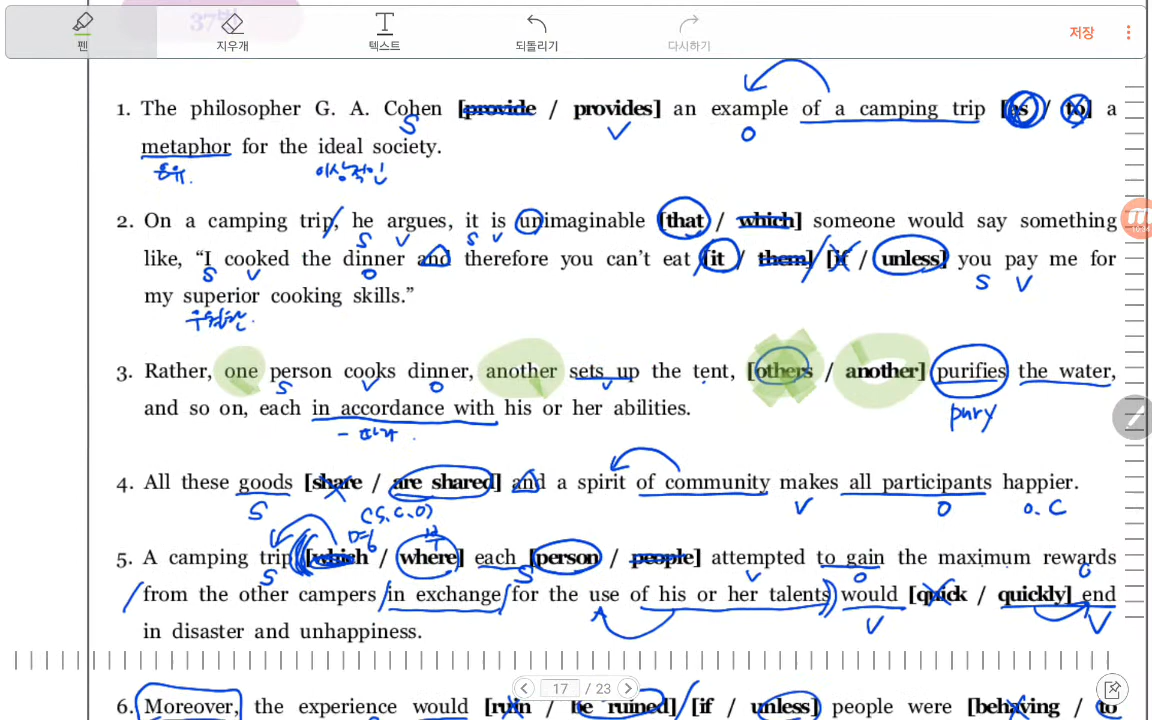 37번
펜 지우개 텍스트 되돌리기 다시하기 저장
1. The philosopher G. A. Cohen [provide / provides] an example of a camping trip [as / to] a
S V O
metaphor for the ideal society.
이상적인
2. On a camping trip, he argues, it is unimaginable [that / which] someone would say something
S V S V
like, “I cooked the dinner and therefore you can’t eat [it / them] [if / unless] you pay me for
S V O S V
my superior cooking skills.”
우월한
3. Rather, one person cooks dinner, another sets up the tent, [others / another] purifies the water,
S V O V
and so on, each in accordance with his or her abilities.
pury
4. All these goods [share / are shared] and a spirit of community makes all participants happier.
S (S, C, O) V O O.C
5. A camping trip [which / where] each [person / people] attempted to gain the maximum rewards
S S V O O
from the other campers in exchange for the use of his or her talents would [quick / quickly] end
V V
in disaster and unhappiness.
17 / 23
6. Moreover, the experience would [ruin / be ruined] [if / unless] people were [behaving / to